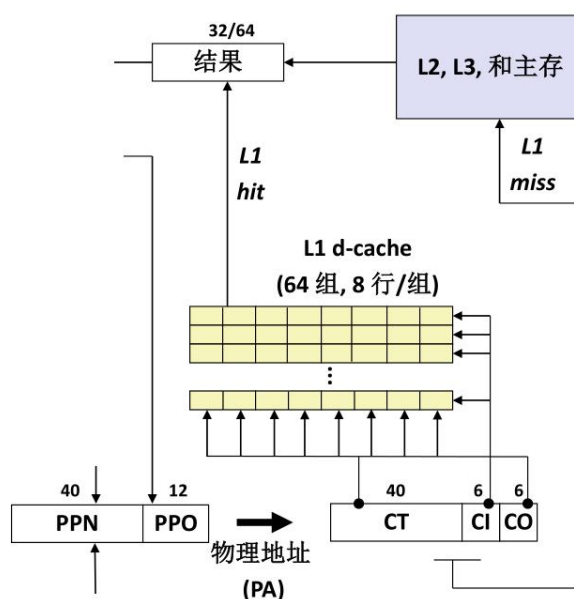 32/64
结果
L2, L3, 和主存
L1
hit
L1
miss
L1 d-cache
(64 组, 8 行/组)
40
12
PPN
PPO
物理地址
(PA)
40
6
6
CT
CI
CO